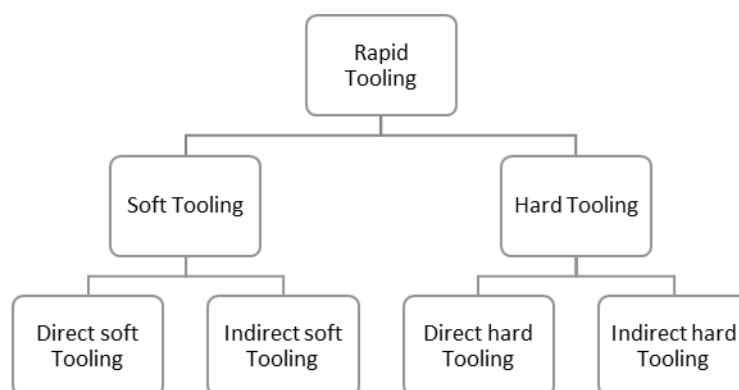 Rapid
Tooling
Soft Tooling
Hard Tooling
Direct soft
Tooling
Indirect soft
Tooling
Direct hard
Tooling
Indirect hard
Tooling